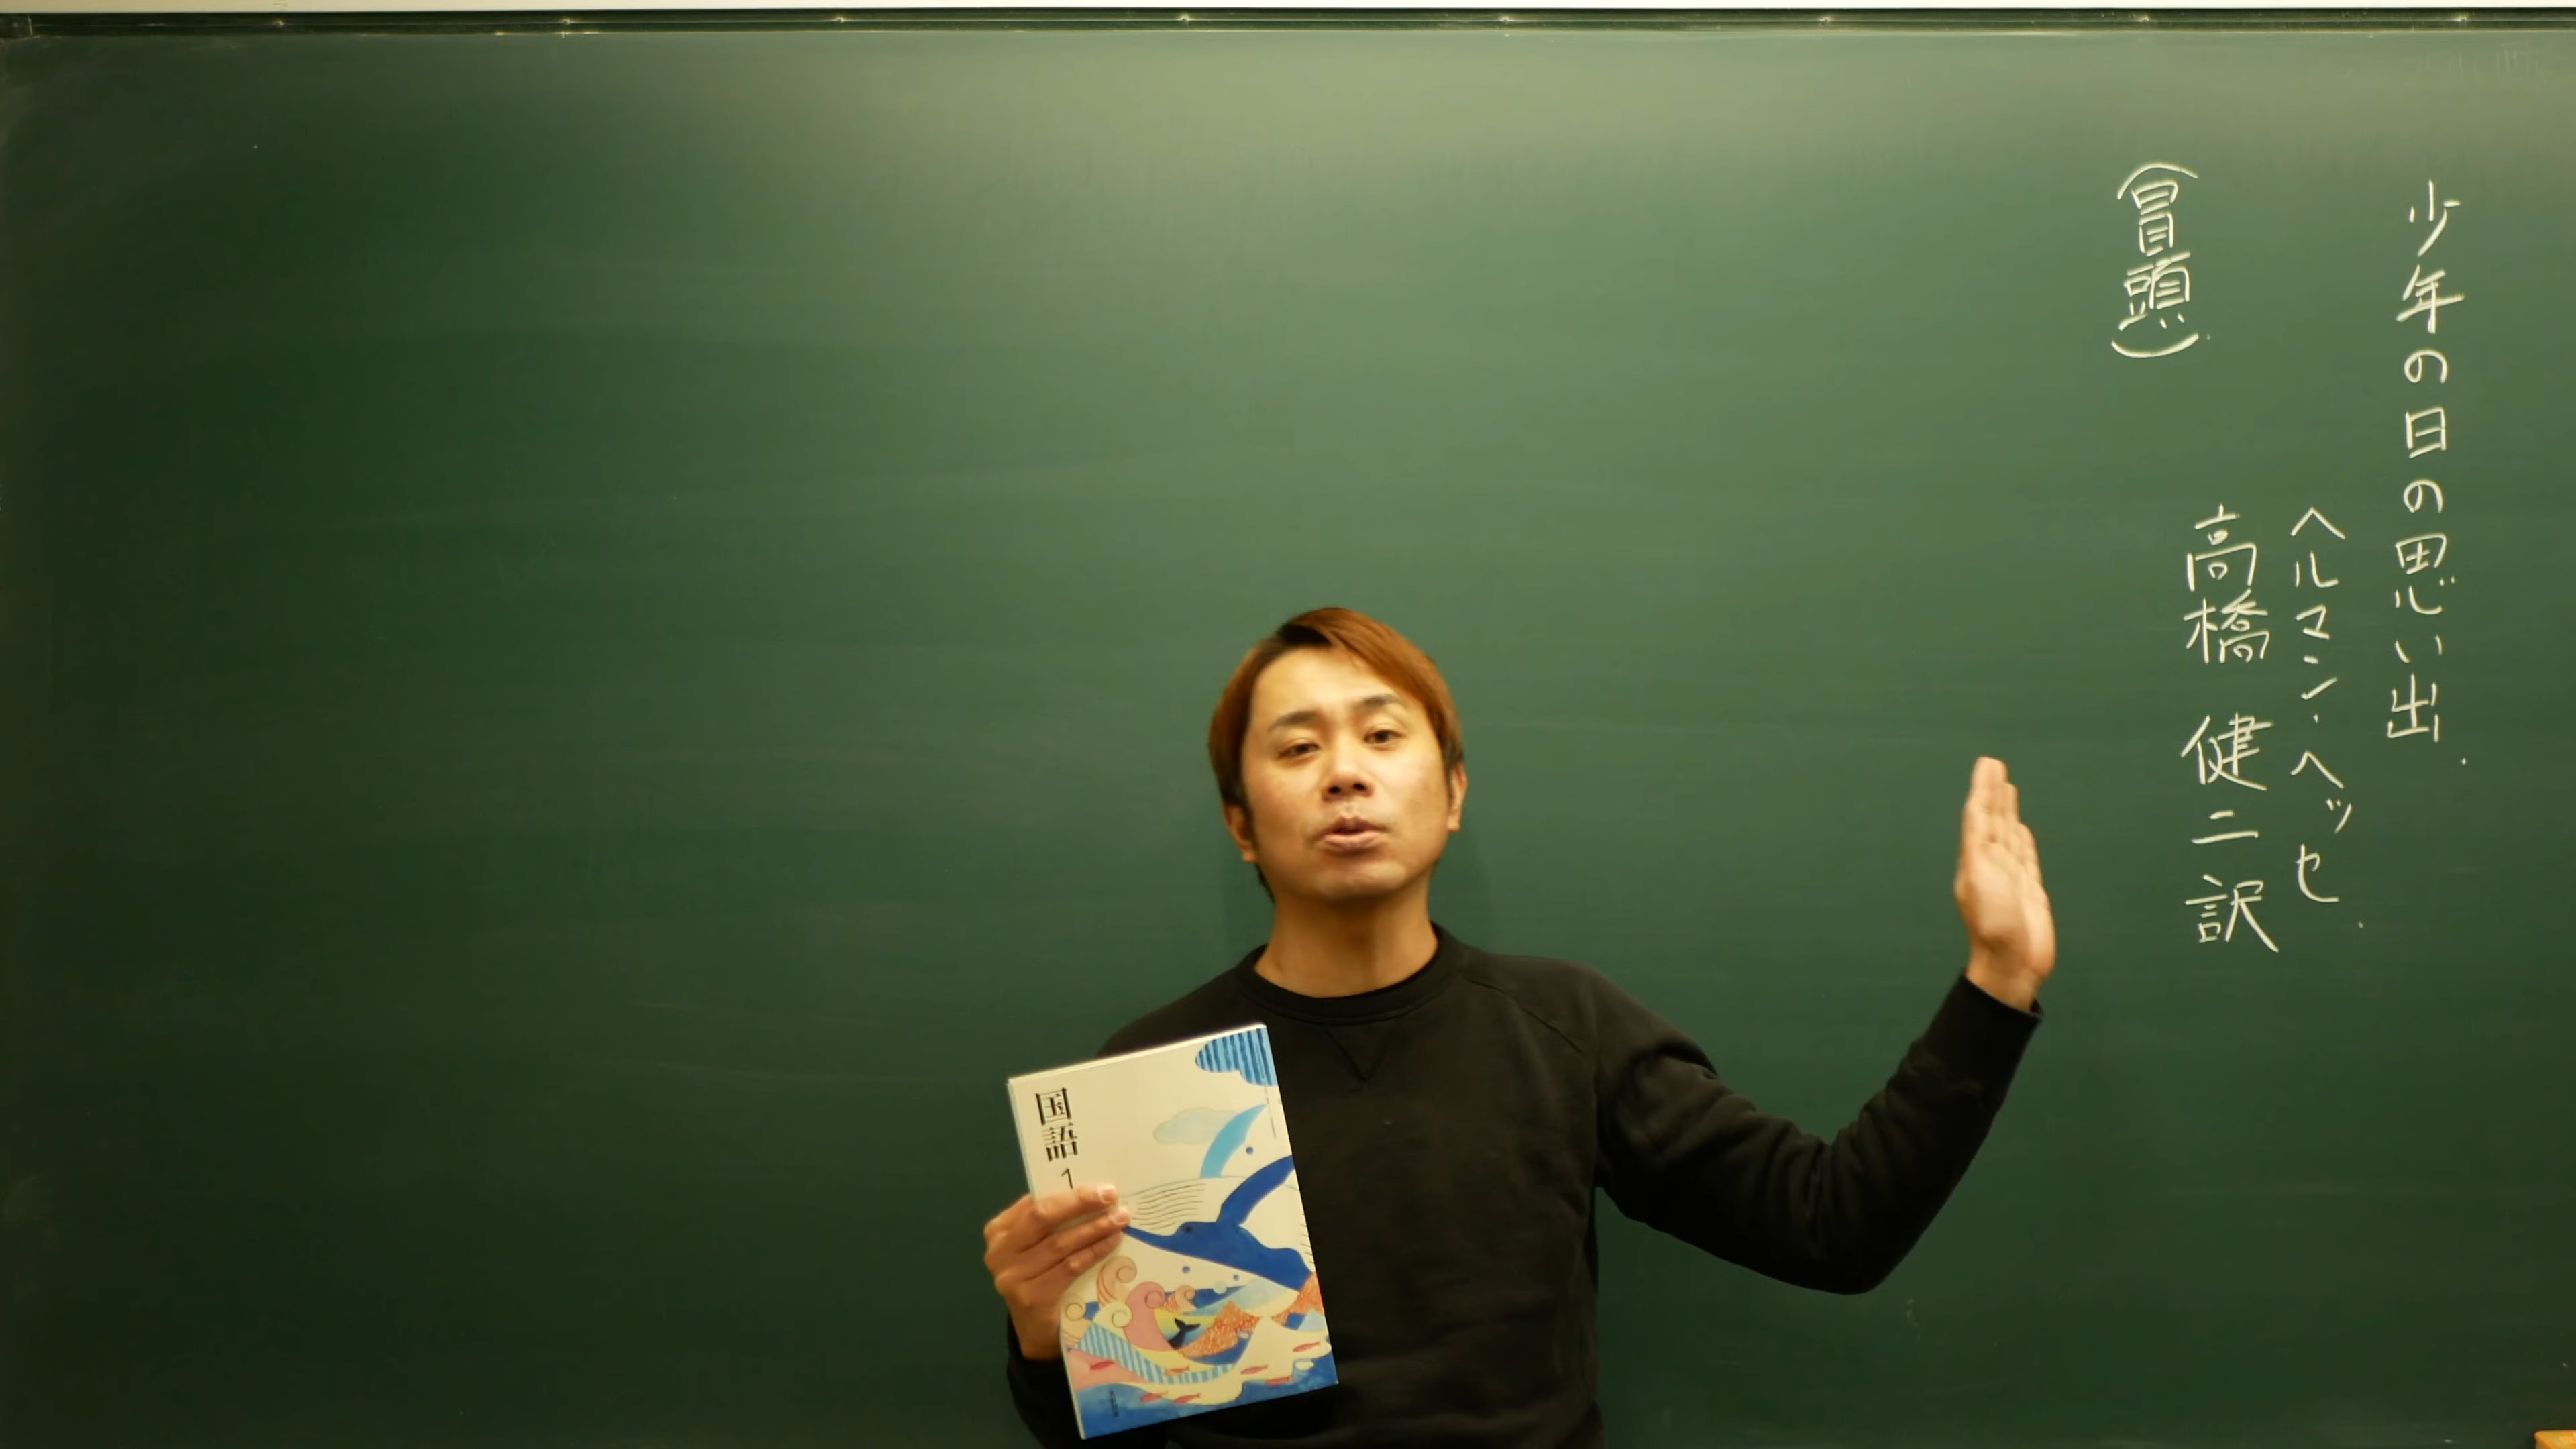 少年の日の思い出
ヘルマン・ヘッセ
高橋 健二 訳
(冒頭)
国語 1